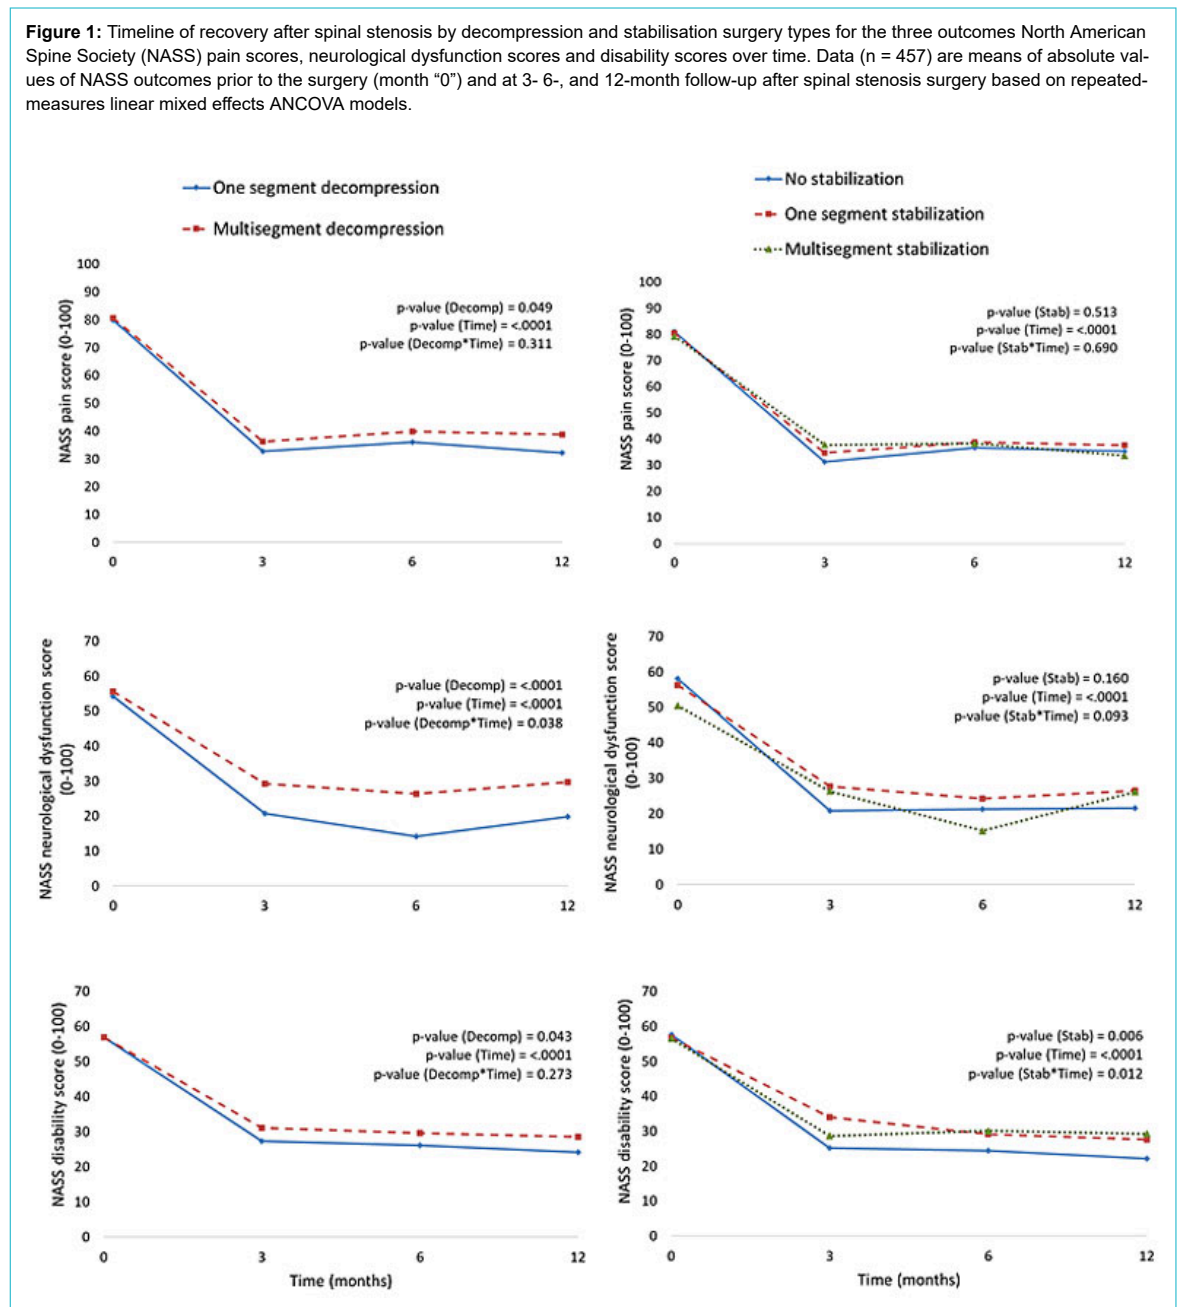 Figure 1: Timeline of recovery after spinal stenosis by decompression and stabilisation surgery types for the three outcomes North American
Spine Society (NASS) pain scores, neurological dysfunction scores and disability scores over time. Data (n = 457) are means of absolute val-
ues of NASS outcomes prior to the surgery (month “0”) and at 3- 6-, and 12-month follow-up after spinal stenosis surgery based on repeated-
measures linear mixed effects ANCOVA models.
One segment decompression
Multisegment decompression
NASS pain score (0-100)
100
90
80
70
60
50
40
30
20
10
0
p-value (Decomp) = 0.049
p-value (Time) = <.0001
p-value (Decomp*Time) = 0.311
0 3 6 12
No stabilization
One segment stabilization
Multisegment stabilization
NASS pain score (0-100)
100
90
80
70
60
50
40
30
20
10
0
p-value (Stab) = 0.513
p-value (Time) = <.0001
p-value (Stab*Time) = 0.690
0 3 6 12
NASS neurological dysfunction score
(0-100)
70
60
50
40
30
20
10
0
p-value (Decomp) = <.0001
p-value (Time) = <.0001
p-value (Decomp*Time) = 0.038
0 3 6 12
NASS neurological dysfunction score
(0-100)
70
60
50
40
30
20
10
0
p-value (Stab) = 0.160
p-value (Time) = <.0001
p-value (Stab*Time) = 0.093
0 3 6 12
NASS disability score (0-100)
70
60
50
40
30
20
10
0
p-value (Decomp) = 0.043
p-value (Time) = <.0001
p-value (Decomp*Time) = 0.273
0 3 6 12
Time (months)
NASS disability score (0-100)
70
60
50
40
30
20
10
0
p-value (Stab) = 0.006
p-value (Time) = <.0001
p-value (Stab*Time) = 0.012
0 3 6 12
Time (months)